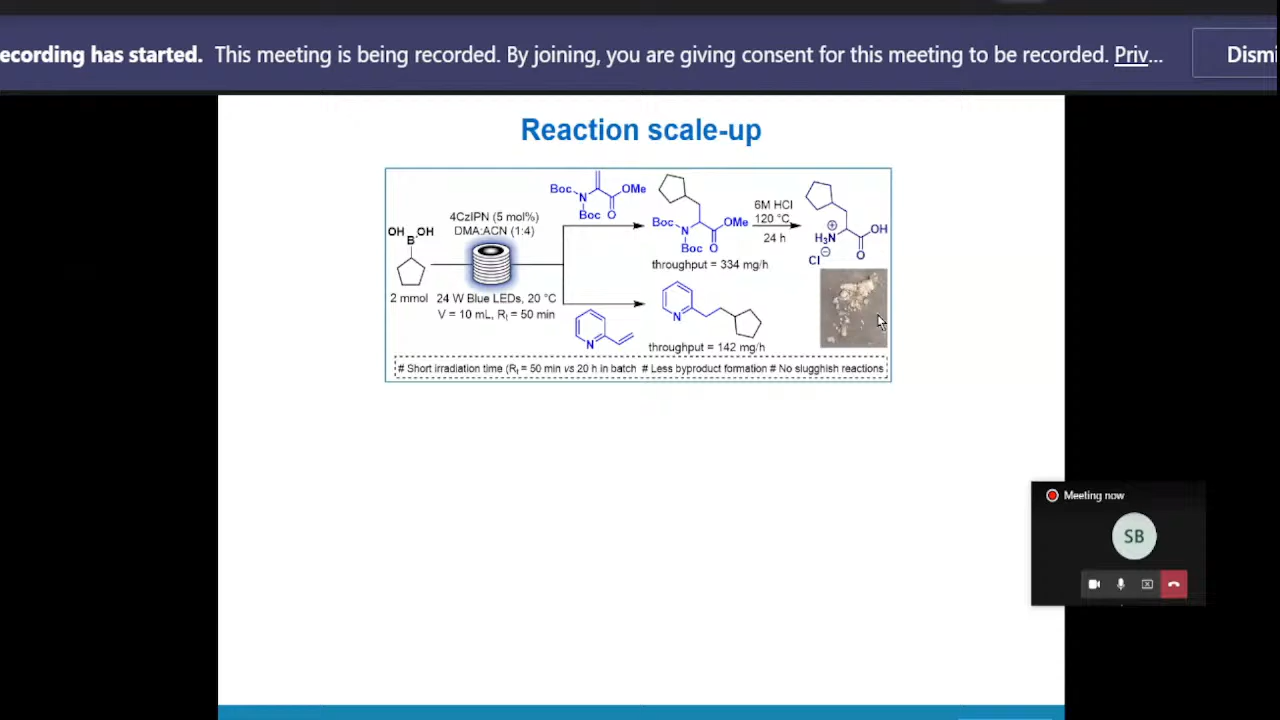 ecording has started. This meeting is being recorded. By joining, you are giving consent for this meeting to be recorded. Priv...
Dismi
Reaction scale-up
OH OH
B
2 mmol
4CzIPN (5 mol%)
DMA:ACN (1:4)
24 W Blue LEDs, 20 °C
V = 10 mL, Rt = 50 min
Boc
N
OMe
Boc O
N
Boc
OMe
N
Boc O
throughput = 334 mg/h
6M HCl
120 °C
24 h
OH
H3N
⊕
O
Cl
⊖
N
throughput = 142 mg/h
# Short irradiation time (Rt = 50 min vs 20 h in batch # Less byproduct formation # No slugghish reactions
Meeting now
SB